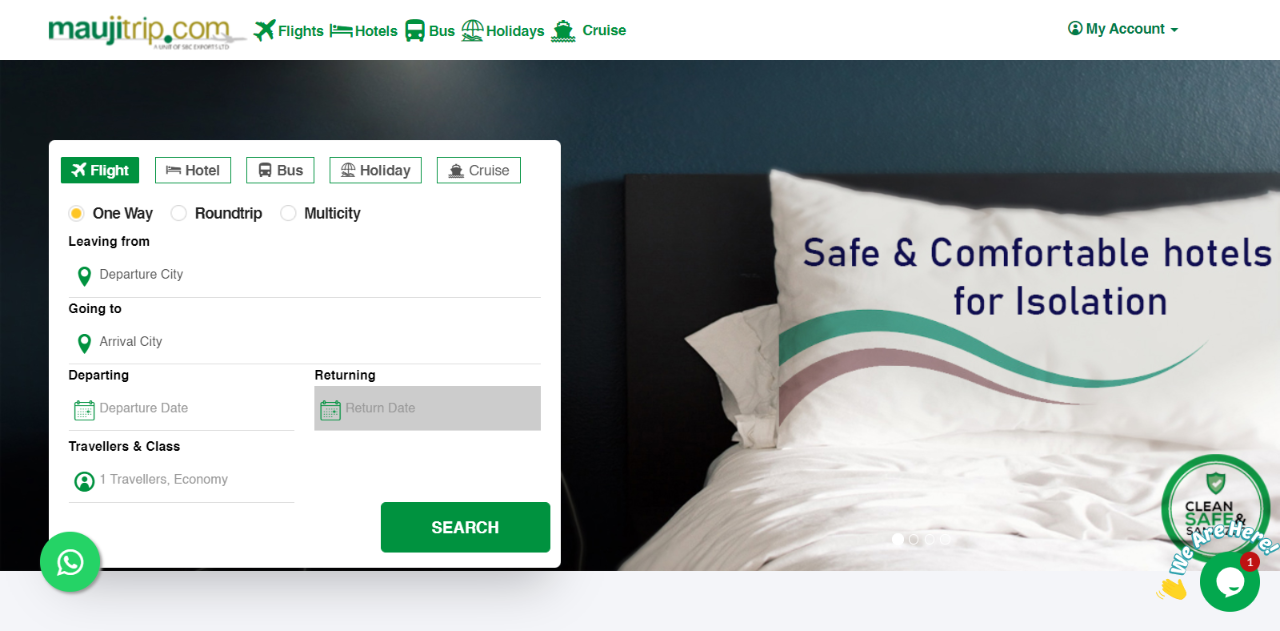 maujitrip.com
A UNIT OF SBC EXPORTS LTD
Flights Hotels Bus Holidays Cruise
My Account
Flight Hotel Bus Holiday Cruise
One Way Roundtrip Multicity
Leaving from
Departure City
Going to
Arrival City
Departing Returning
Departure Date Return Date
Travellers & Class
1 Travellers, Economy
SEARCH
Safe & Comfortable hotels
for Isolation
CLEAN
SAFE &
We Are Here!
1